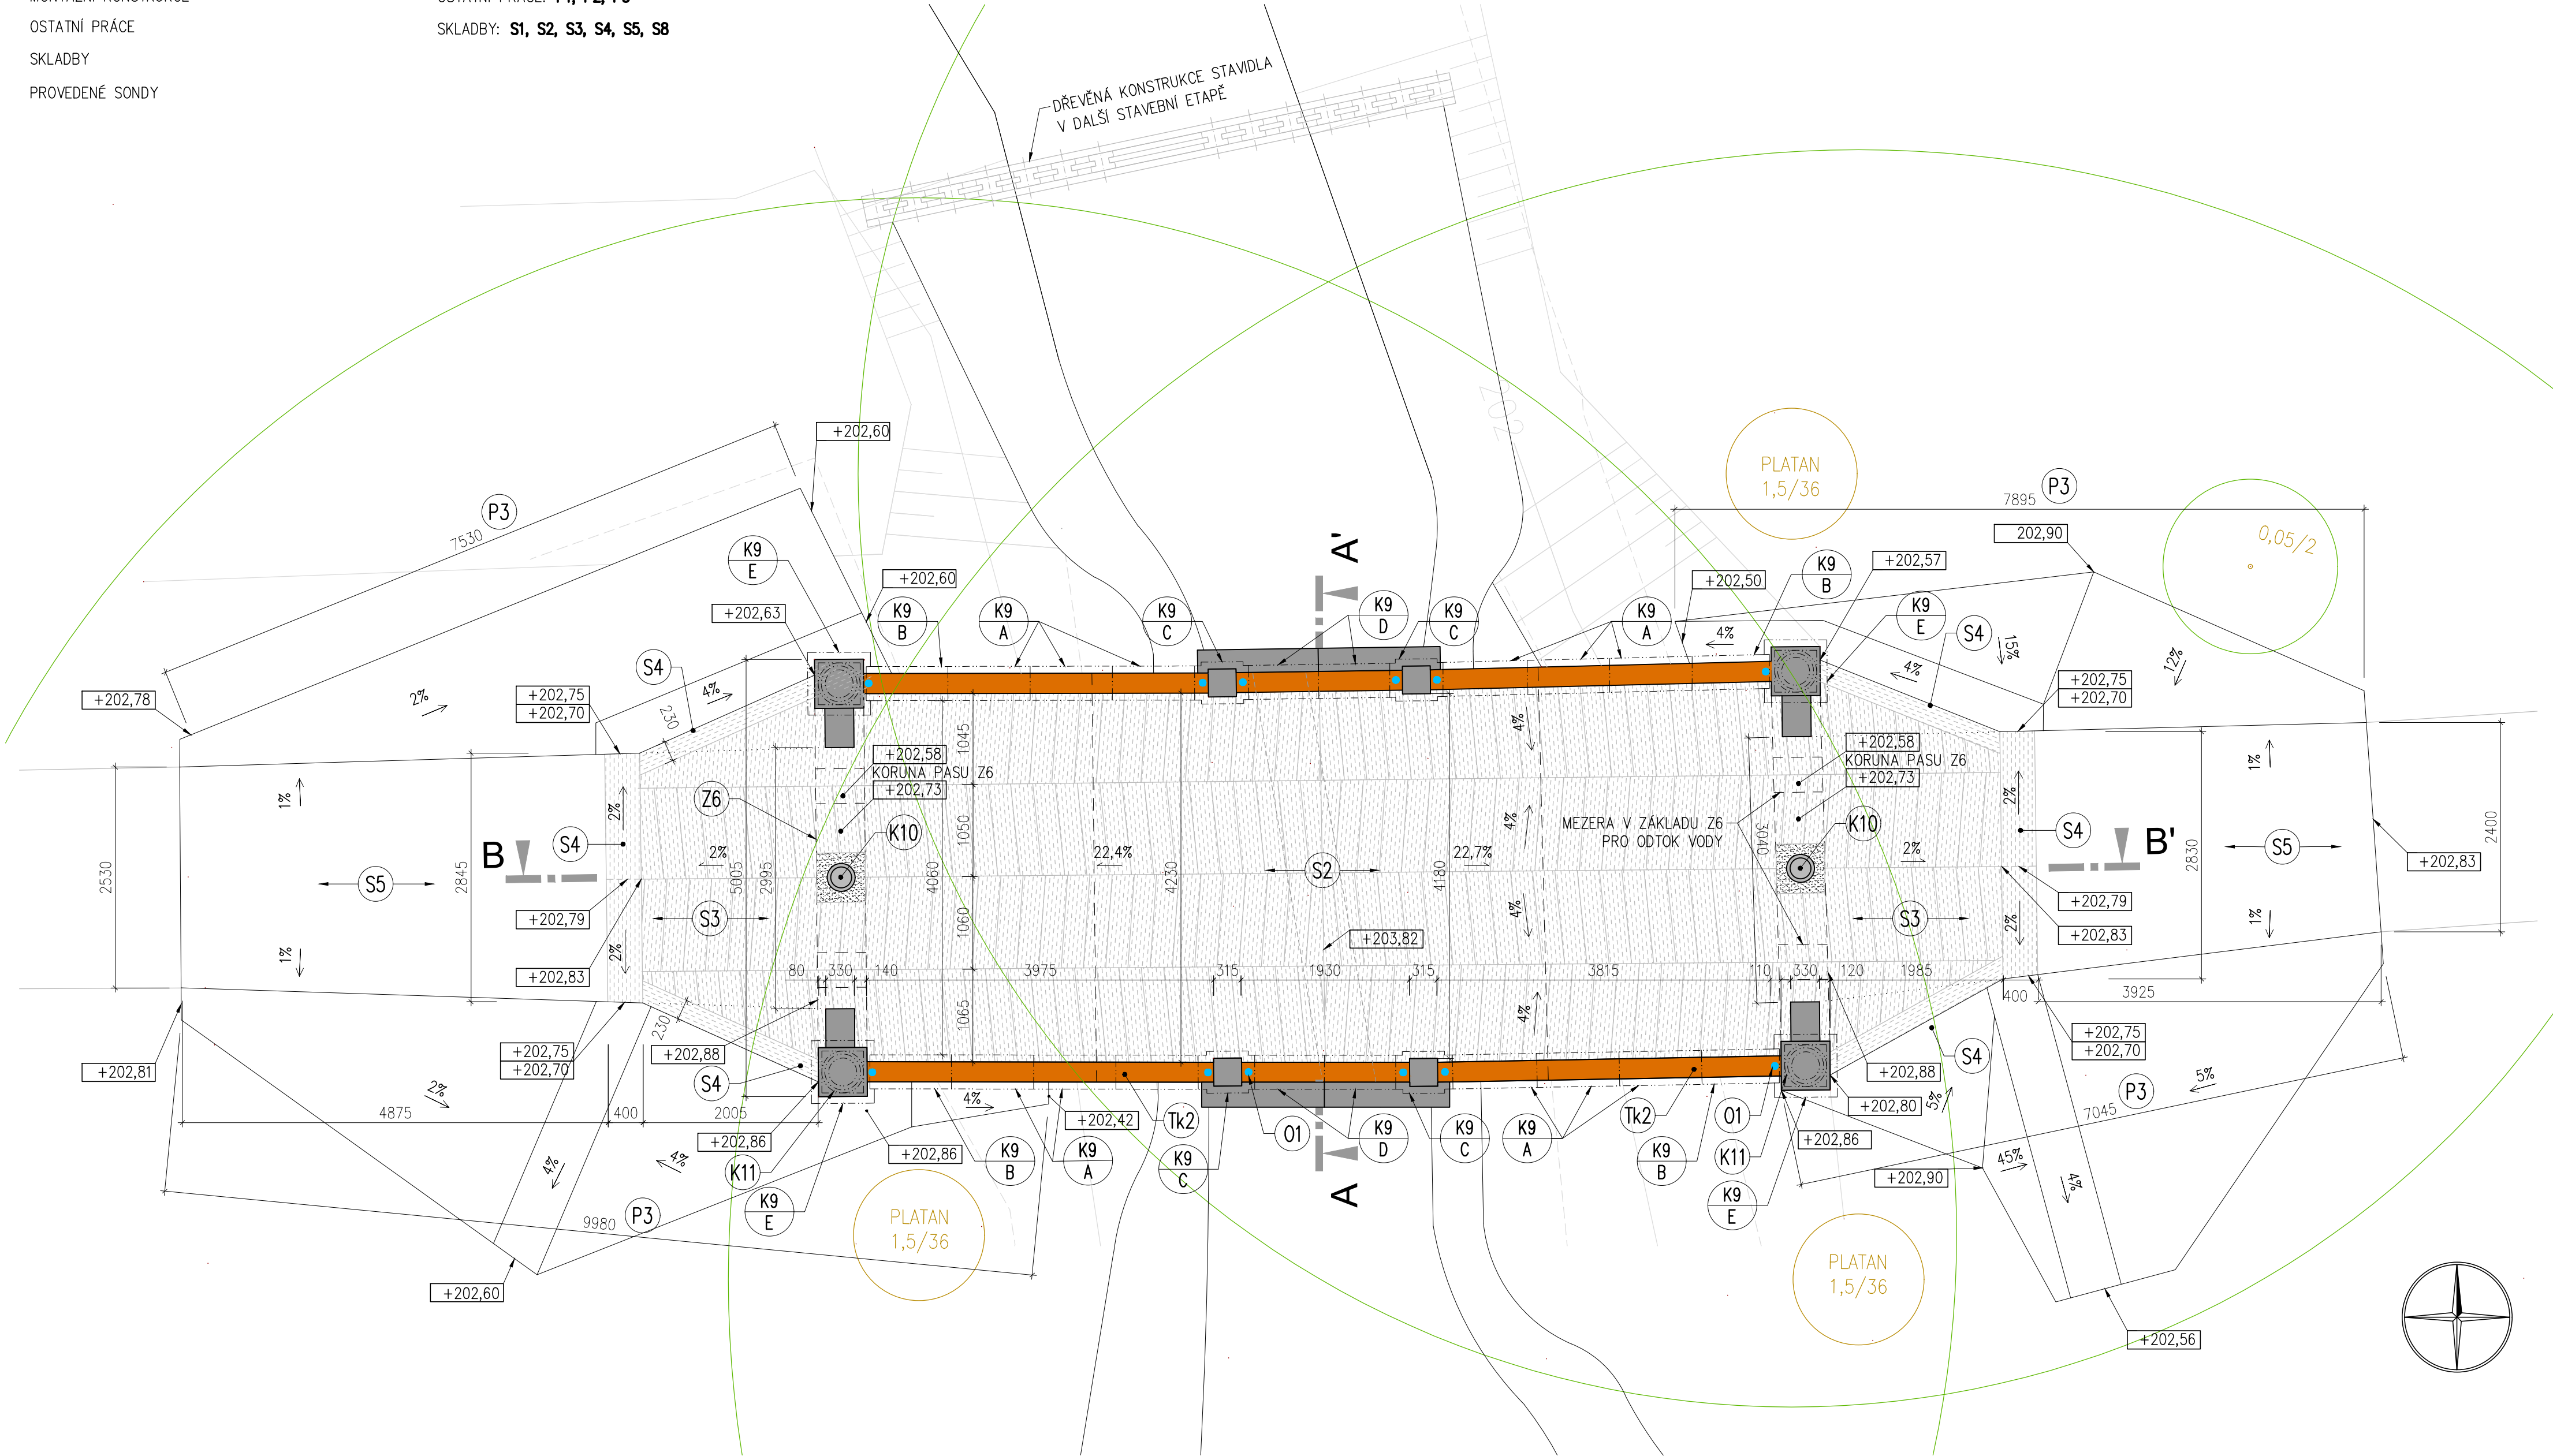 OSTATNÍ PRÁCE
SKLADBY: S1, S2, S3, S4, S5, S8
SKLADBY
PROVEDENÉ SONDY
DŘEVĚNÁ KONSTRUKCE STAVIDLA
V DALŠÍ STAVEBNÍ ETAPĚ
202
+202,60
PLATAN
1,5/36
P3
7895
P3
7530
202,90
0,05/2
A'
K9
E
+202,60
+202,50
K9
B
+202,57
+202,63
K9
B
K9
A
K9
C
K9
D
K9
C
K9
A
K9
E
S4
4%
15%
12%
S4
4%
4%
2%
230
+202,78
+202,75
+202,70
+202,75
+202,70
1045
4%
+202,58
KORUNA PASU Z6
+202,73
+202,58
KORUNA PASU Z6
+202,73
1%
2%
Z6
K10
1050
4%
MEZERA V ZÁKLADU Z6
PRO ODTOK VODY
3040
K10
2%
S4
B'
1%
2400
2530
S5
2845
S4
B
2%
5005
2995
4060
22,4%
4230
S2
4180
22,7%
2%
2830
S5
+202,83
+202,79
S3
1060
4%
S3
+202,79
+202,83
+203,82
1%
2%
+202,83
2%
1%
80
330
140
3975
315
1930
315
3815
110
330
120
1985
400
3925
1065
4%
230
+202,75
+202,70
+202,88
S4
+202,75
+202,70
S4
+202,88
+202,81
2%
4875
400
2005
4%
+202,42
Tk2
O1
Tk2
O1
+202,80
5%
7045
P3
5%
+202,86
+202,86
K11
4%
4%
K9
E
K9
B
K9
A
K9
C
K9
D
K9
C
K9
A
K9
B
K11
+202,86
K9
E
+202,90
45%
4%
A
9980
P3
PLATAN
1,5/36
PLATAN
1,5/36
+202,60
+202,56